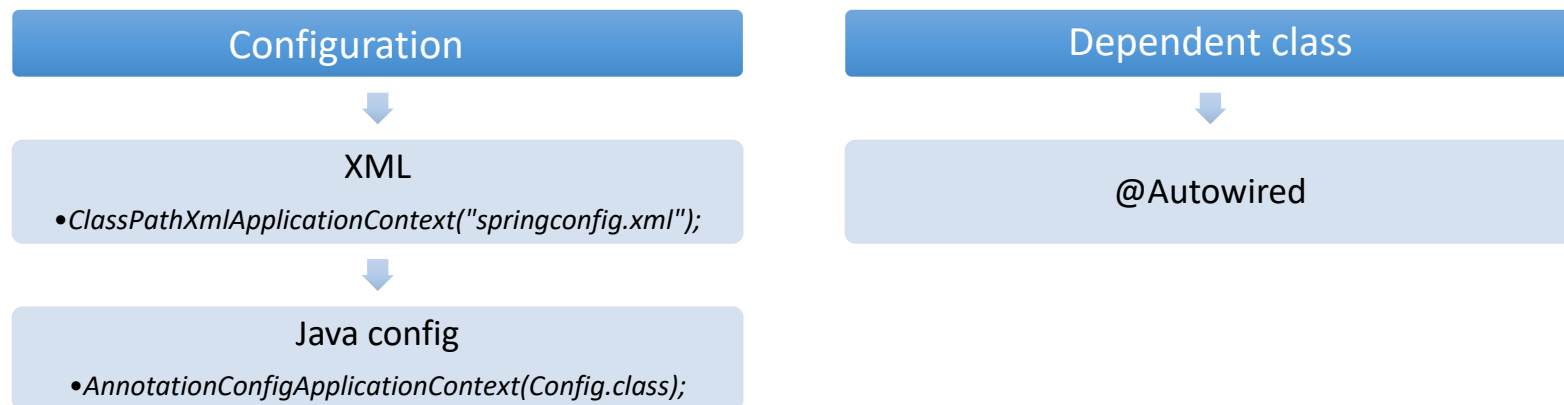 Configuration
XML
•ClassPathXmlApplicationContext("springconfig.xml");
Java config
•AnnotationConfigApplicationContext(Config.class);
Dependent class
@Autowired